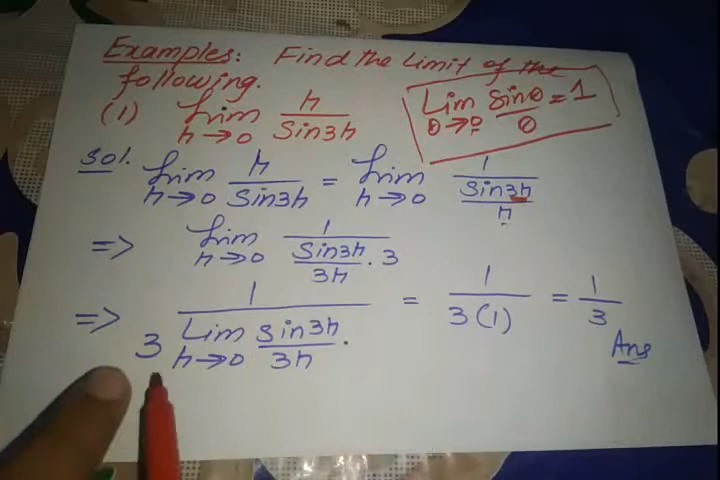 Examples: Find the Limit of the
following.
(1) Lim h→0 h/Sin3h
Lim θ→0 Sinθ/θ = 1
Sol. Lim h→0 h/Sin3h = Lim h→0 1/(Sin3h/h)
=> Lim h→0 1/(Sin3h/3h . 3)
=> 1/(3 Lim h→0 Sin3h/3h .) = 1/3(1) = 1/3
Ans